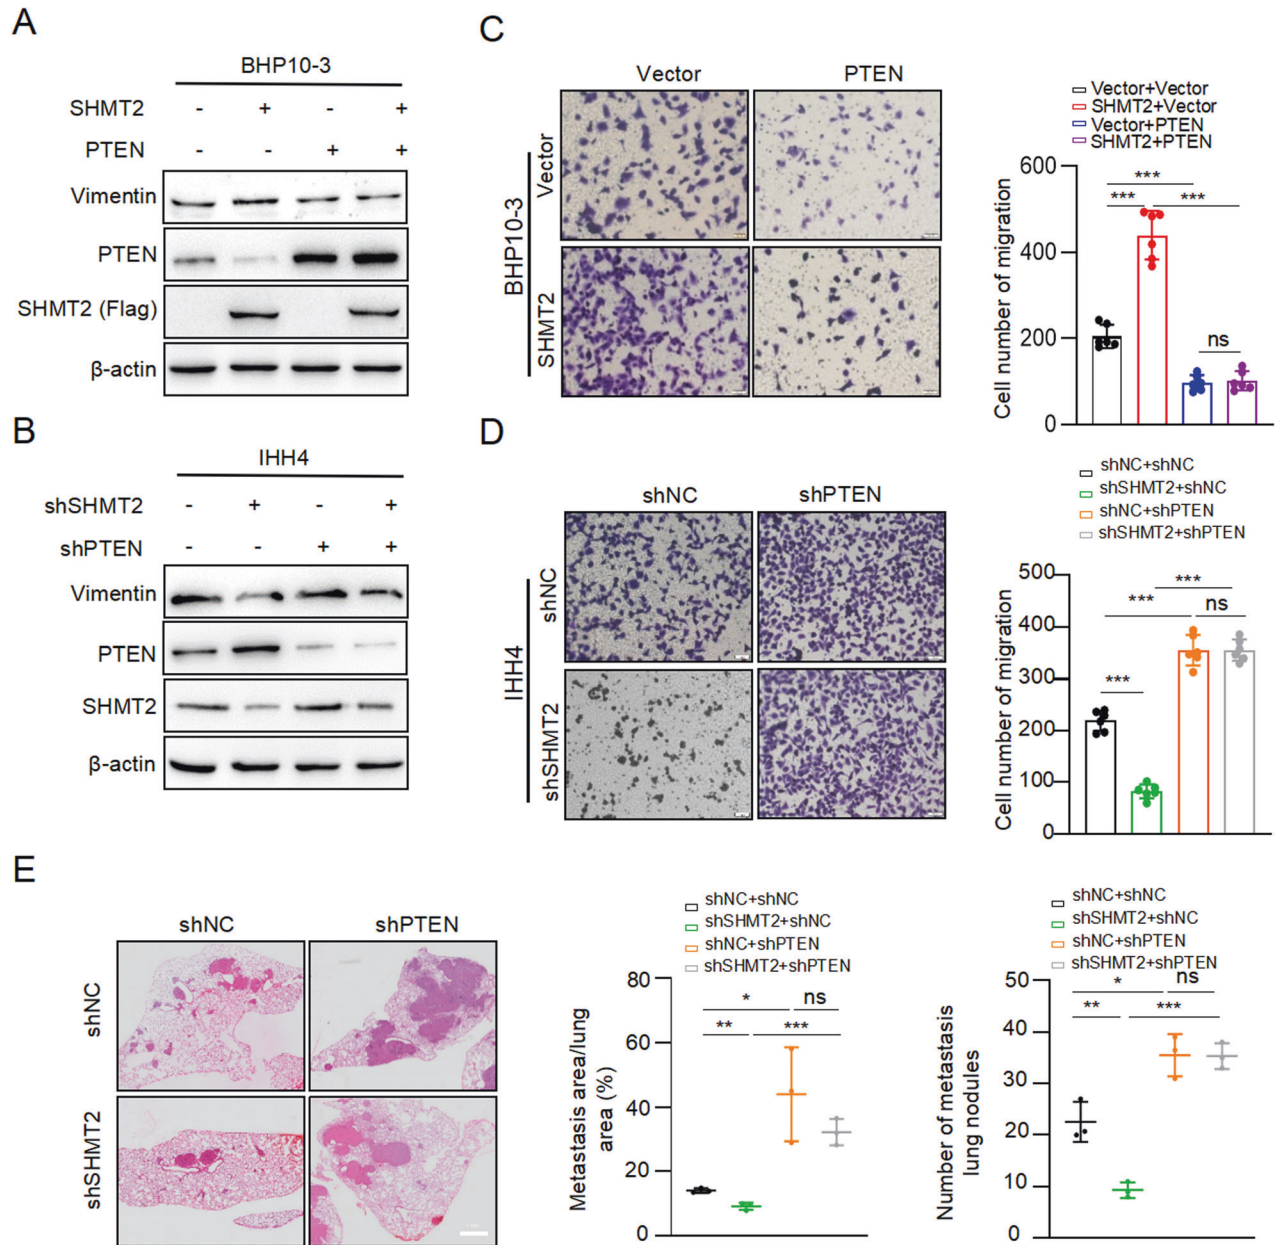 A
BHP10-3
SHMT2 - + - +
PTEN - - + +
Vimentin
PTEN
SHMT2 (Flag)
β-actin
B
IHH4
shSHMT2 - + - +
shPTEN - - + +
Vimentin
PTEN
SHMT2
β-actin
C
Vector PTEN
BHP10-3
Vector
SHMT2
Vector+Vector
SHMT2+Vector
Vector+PTEN
SHMT2+PTEN
Cell number of migration
600
400
200
0
***
*** ***
ns
D
shNC shPTEN
IHH4
shNC
shSHMT2
shNC+shNC
shSHMT2+shNC
shNC+shPTEN
shSHMT2+shPTEN
Cell number of migration
500
400
300
200
100
0
***
*** ns
***
E
shNC shPTEN
shNC
shSHMT2
shNC+shNC
shSHMT2+shNC
shNC+shPTEN
shSHMT2+shPTEN
Metastasis area/lung
area (%)
80
60
40
20
0
* ns
** ***
shNC+shNC
shSHMT2+shNC
shNC+shPTEN
shSHMT2+shPTEN
Number of metastasis
lung nodules
50
40
30
20
10
0
* ns
** ***